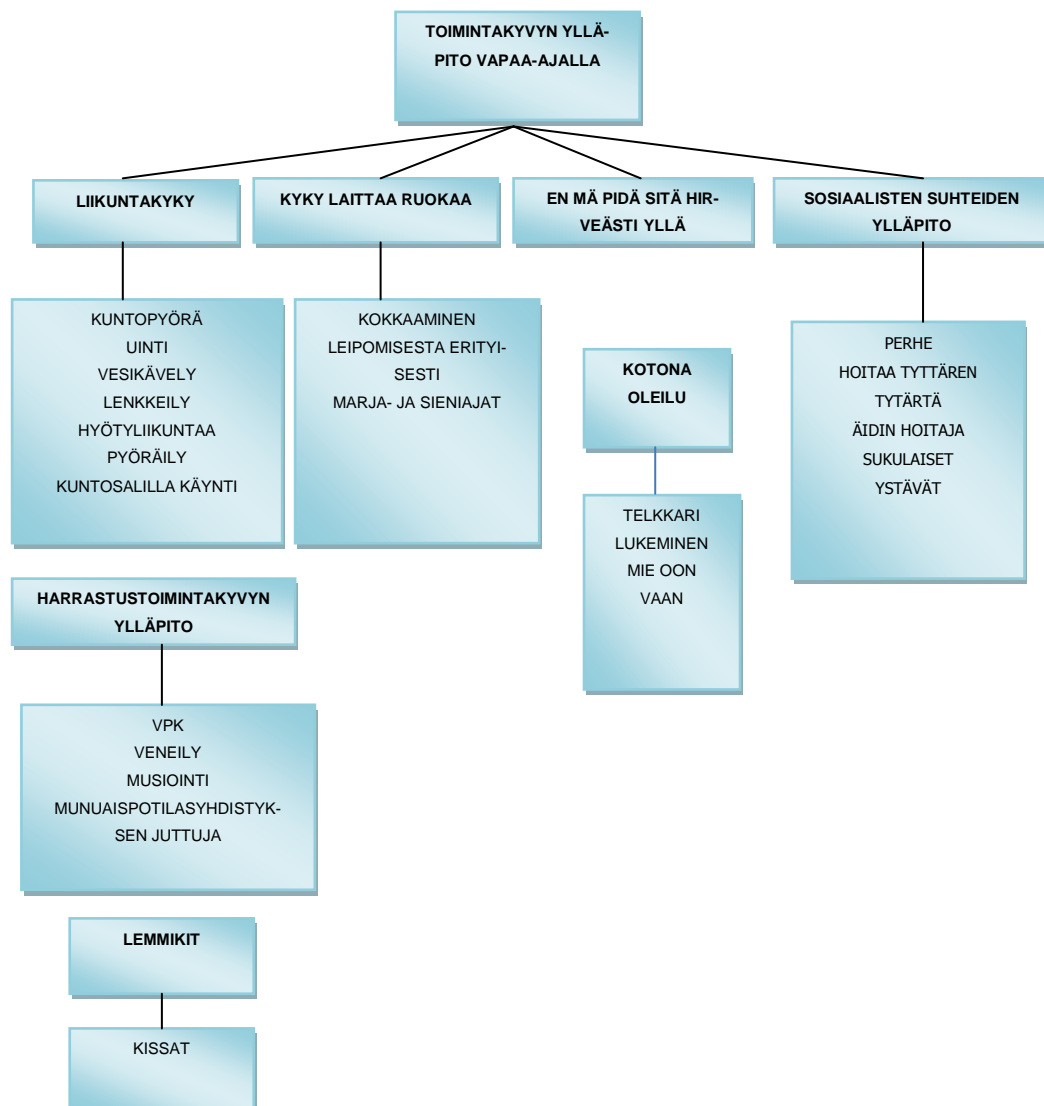 TOIMINTAKYVYN YLLÄ-
PITO VAPAA-AJALLA
LIIKUNTAKYKY
KYKY LAITTAA RUOKAA
EN MÄ PIDÄ SITÄ HIR-
VEÄSTI YLLÄ
SOSIAALISTEN SUHTEIDEN
YLLÄPITO
KUNTOPYÖRÄ
UINTI
VESIKÄVELY
LENKKEILY
HYÖTYLIIKUNTAA
PYÖRÄILY
KUNTOSALILLA KÄYNTI
KOKKAAMINEN
LEIPOMISESTA ERITYI-
SESTI
MARJA- JA SIENIAJAT
KOTONA
OLEILU
TELKKARI
LUKEMINEN
MIE OON
VAAN
PERHE
HOITAA TYTTÄREN
TYTÄRTÄ
ÄIDIN HOITAJA
SUKULAISET
YSTÄVÄT
HARRASTUSTOIMINTAKYVYN
YLLÄPITO
VPK
VENEILY
MUSIOINTI
MUNUAISPOTILASYHDISTYK-
SEN JUTTUJA
LEMMIKIT
KISSAT